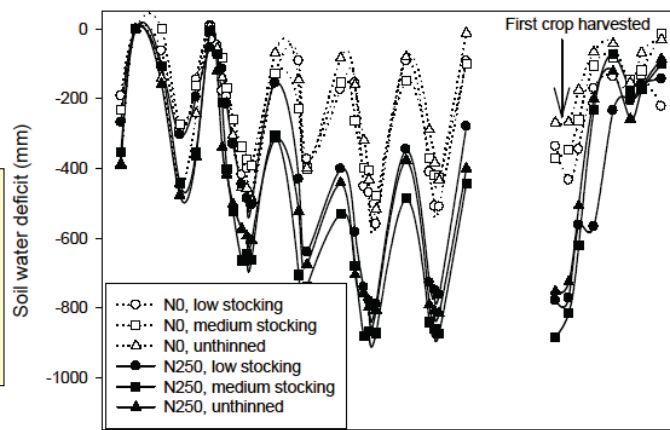 First crop harvested
Soil water deficit (mm)
0
-200
-400
-600
-800
-1000
N0, low stocking
N0, medium stocking
N0, unthinned
N250, low stocking
N250, medium stocking
N250, unthinned